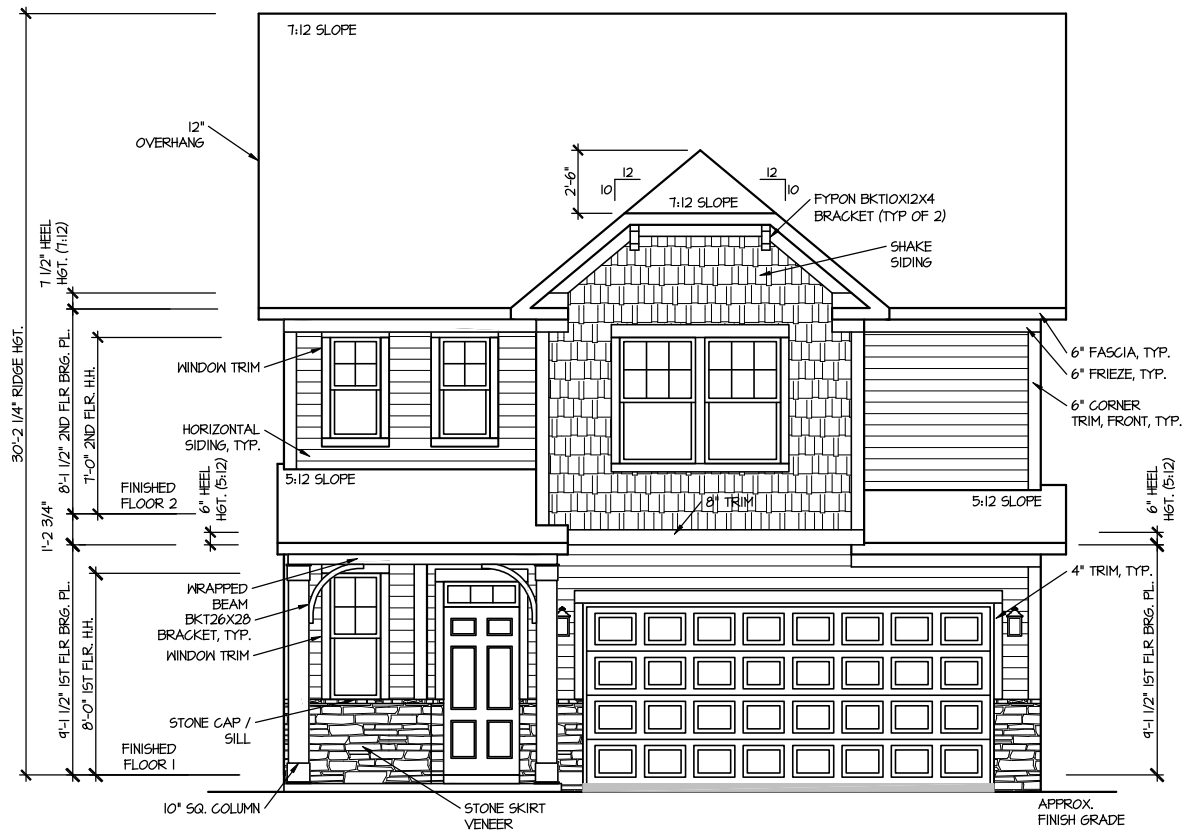 7:12 SLOPE
12"
OVERHANG
2'-6"
12
10
12
10
7:12 SLOPE
FYPON BKT10X12X4
BRACKET (TYP OF 2)
SHAKE
SIDING
7 1/2" HEEL
HGT. (7:12)
30'-2 1/4" RIDGE HGT.
8'-1 1/2" 2ND FLR BRG. PL.
7'-0" 2ND FLR. H.H.
WINDOW TRIM
HORIZONTAL
SIDING, TYP.
6" FASCIA, TYP.
6" FRIEZE, TYP.
6" CORNER
TRIM, FRONT, TYP.
FINISHED
FLOOR 2
6" HEEL
HGT. (5:12)
5:12 SLOPE
8" TRIM
5:12 SLOPE
6" HEEL
HGT. (5:12)
1'-2 3/4"
WRAPPED
BEAM
BKT26X28
BRACKET, TYP.
WINDOW TRIM
4" TRIM, TYP.
9'-1 1/2" 1ST FLR BRG. PL.
8'-0" 1ST FLR. H.H.
9'-1 1/2" 1ST FLR BRG. PL.
STONE CAP /
SILL
FINISHED
FLOOR 1
10" SQ. COLUMN
STONE SKIRT
VENEER
APPROX.
FINISH GRADE